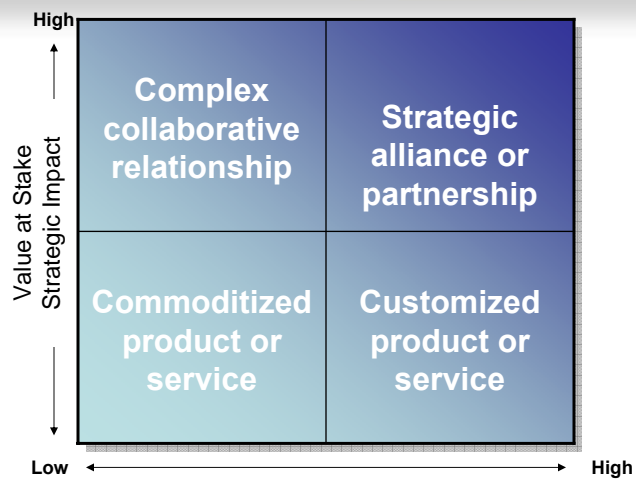 High
Value at Stake
Strategic Impact
Complex
collaborative
relationship
Strategic
alliance or
partnership
Commoditized
product or
service
Customized
product or
service
Low
High